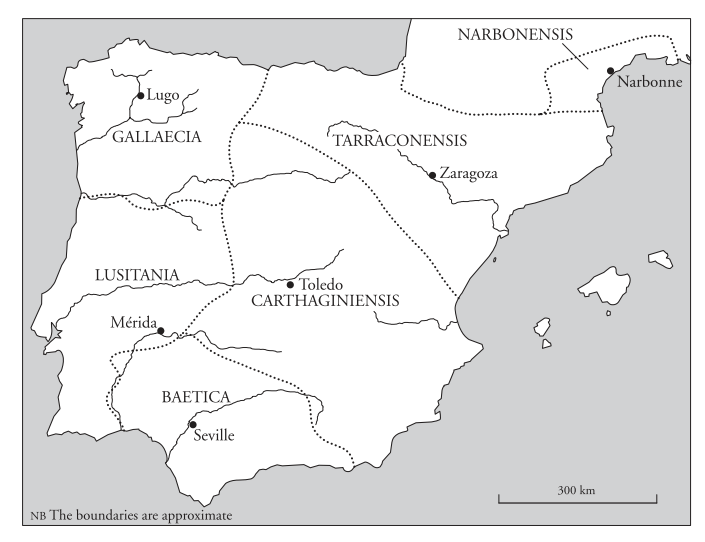 NARBONENSIS
Narbonne
Lugo
GALLAECIA
TARRACONENSIS
Zaragoza
LUSITANIA
Toledo
CARTHAGINIENSIS
Mérida
BAETICA
Seville
300 km
NB The boundaries are approximate